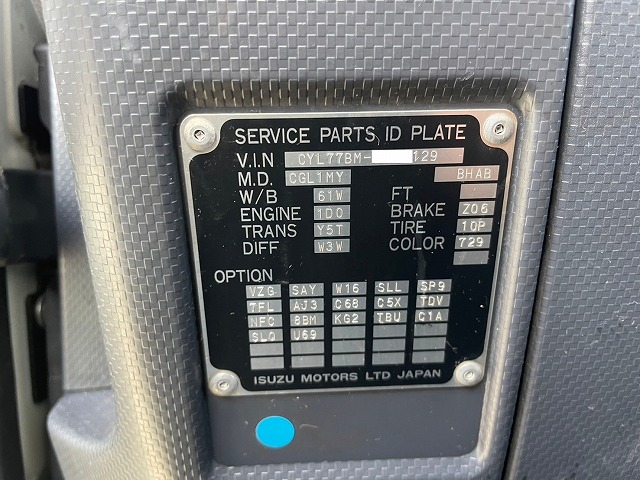 SERVICE PARTS ID PLATE
V.I.N CYL77BM- 129
M.D. CGL1MY BHAB
W/B 61W FT
ENGINE 1D0 BRAKE Z06
TRANS Y5T TIRE 10P
DIFF W3W COLOR 729
OPTION
VZG SAY W16 SLL SP9
7FL AJ3 C68 C5X TDV
NFC 8BM KG2 TBU C1A
SLO U69
ISUZU MOTORS LTD JAPAN